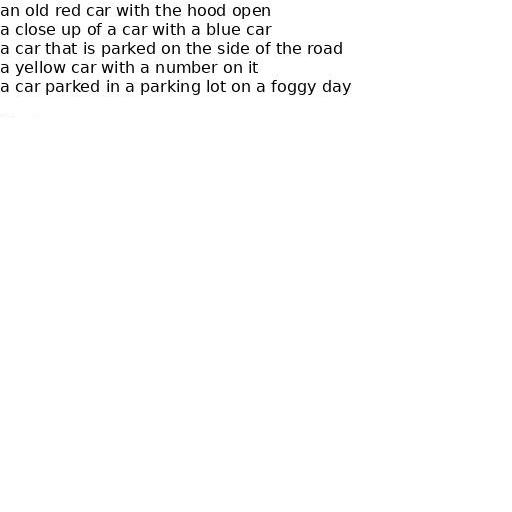 an old red car with the hood open
a close up of a car with a blue car
a car that is parked on the side of the road
a yellow car with a number on it
a car parked in a parking lot on a foggy day